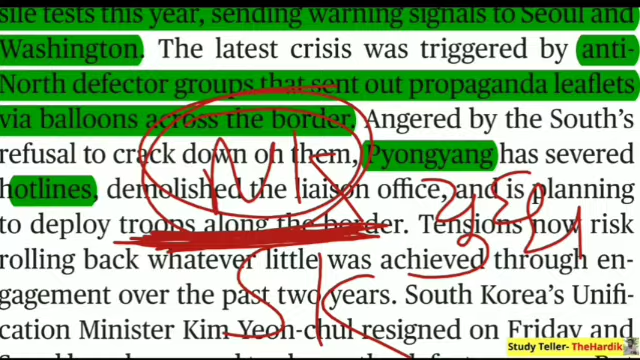 sile tests this year, sending warning signals to Seoul and
Washington. The latest crisis was triggered by anti-
North defector groups that sent out propaganda leaflets
via balloons across the border. Angered by the South's
refusal to crack down on them, Pyongyang has severed
hotlines, demolished the liaison office, and is planning
to deploy troops along the border. Tensions now risk
rolling back whatever little was achieved through en-
gagement over the past two years. South Korea's Unifi-
cation Minister Kim Yeon-chul resigned on Friday and
NK
SK
Study Teller- TheHardik